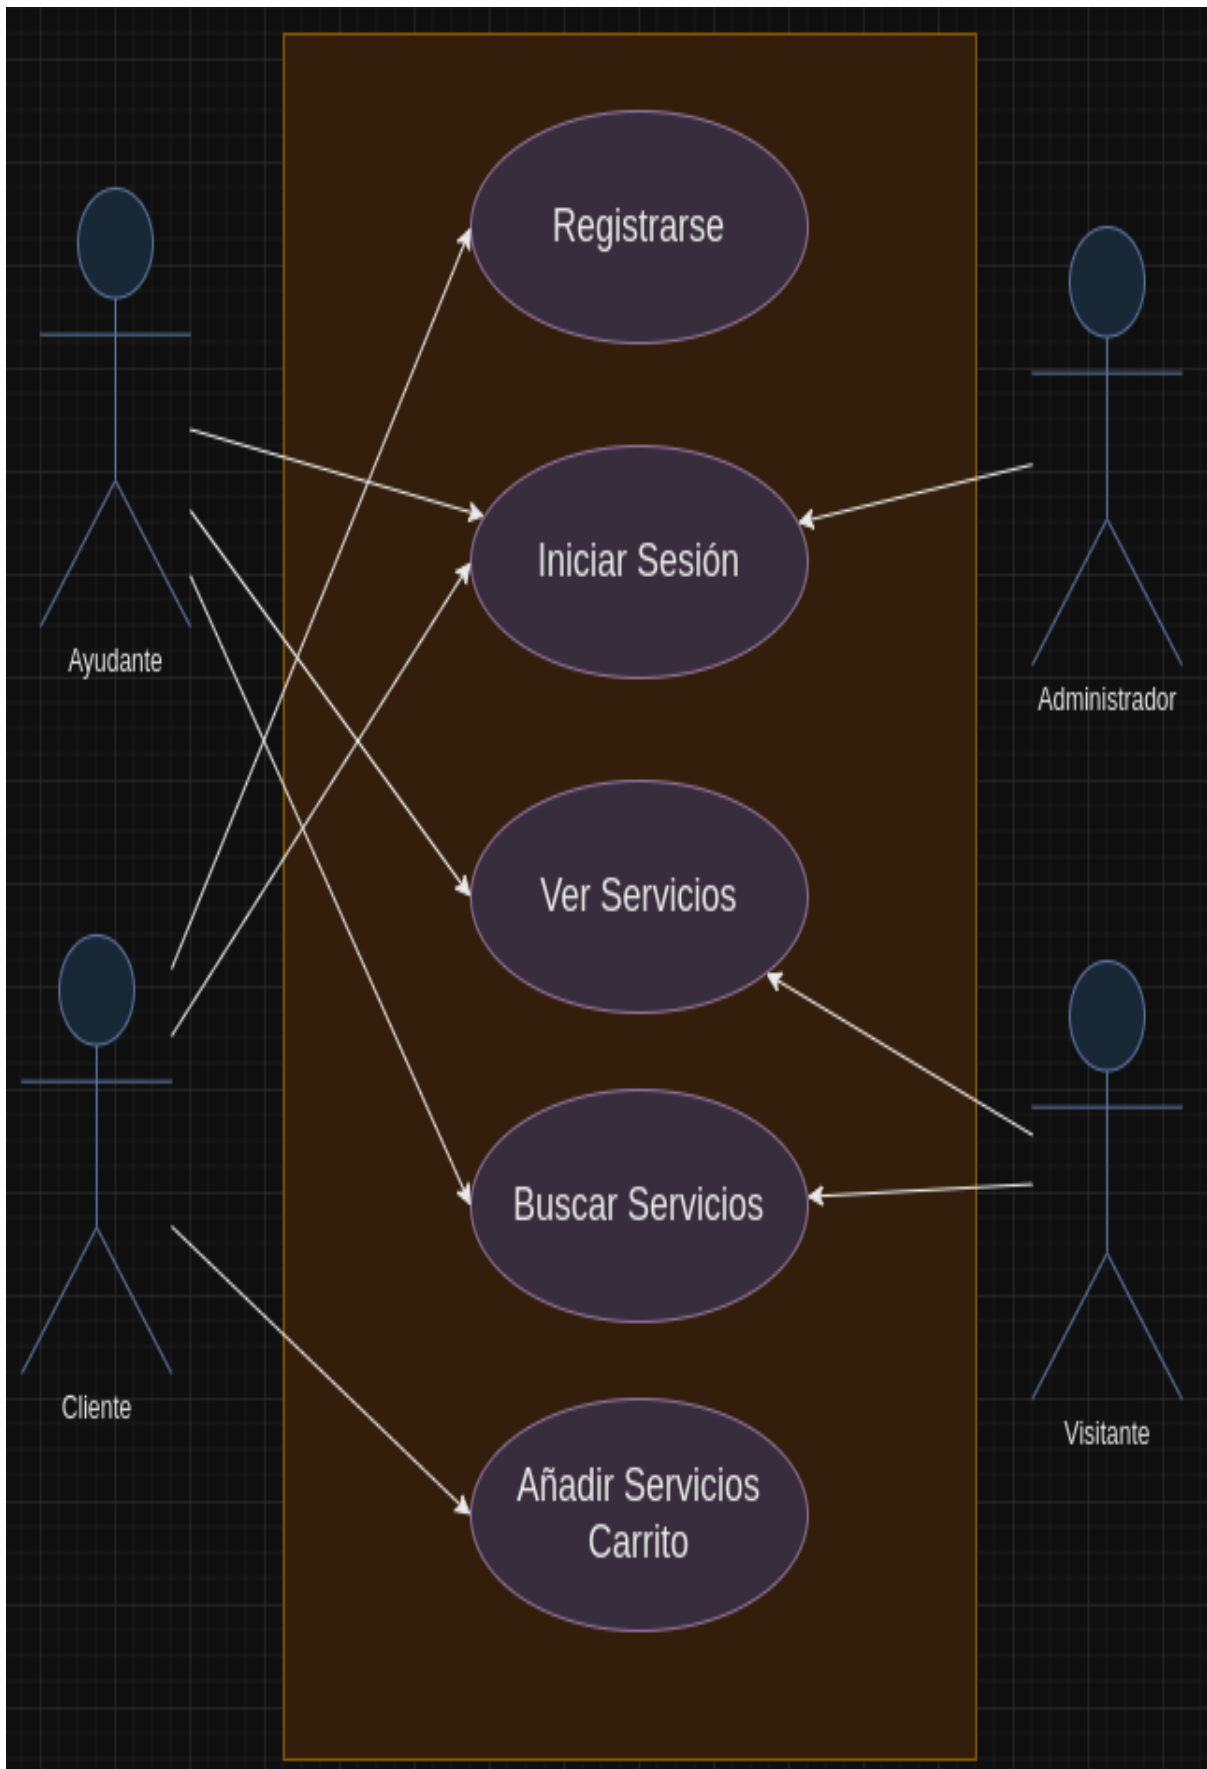 Registrarse
Iniciar Sesión
Ayudante
Administrador
Ver Servicios
Buscar Servicios
Cliente
Visitante
Añadir Servicios
Carrito